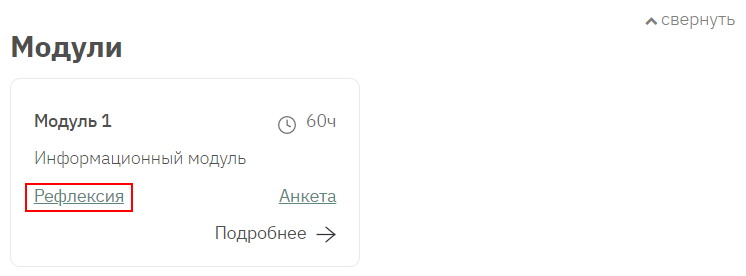 свернуть
Модули
Модуль 1 60ч
Информационный модуль
Рефлексия Анкета
Подробнее